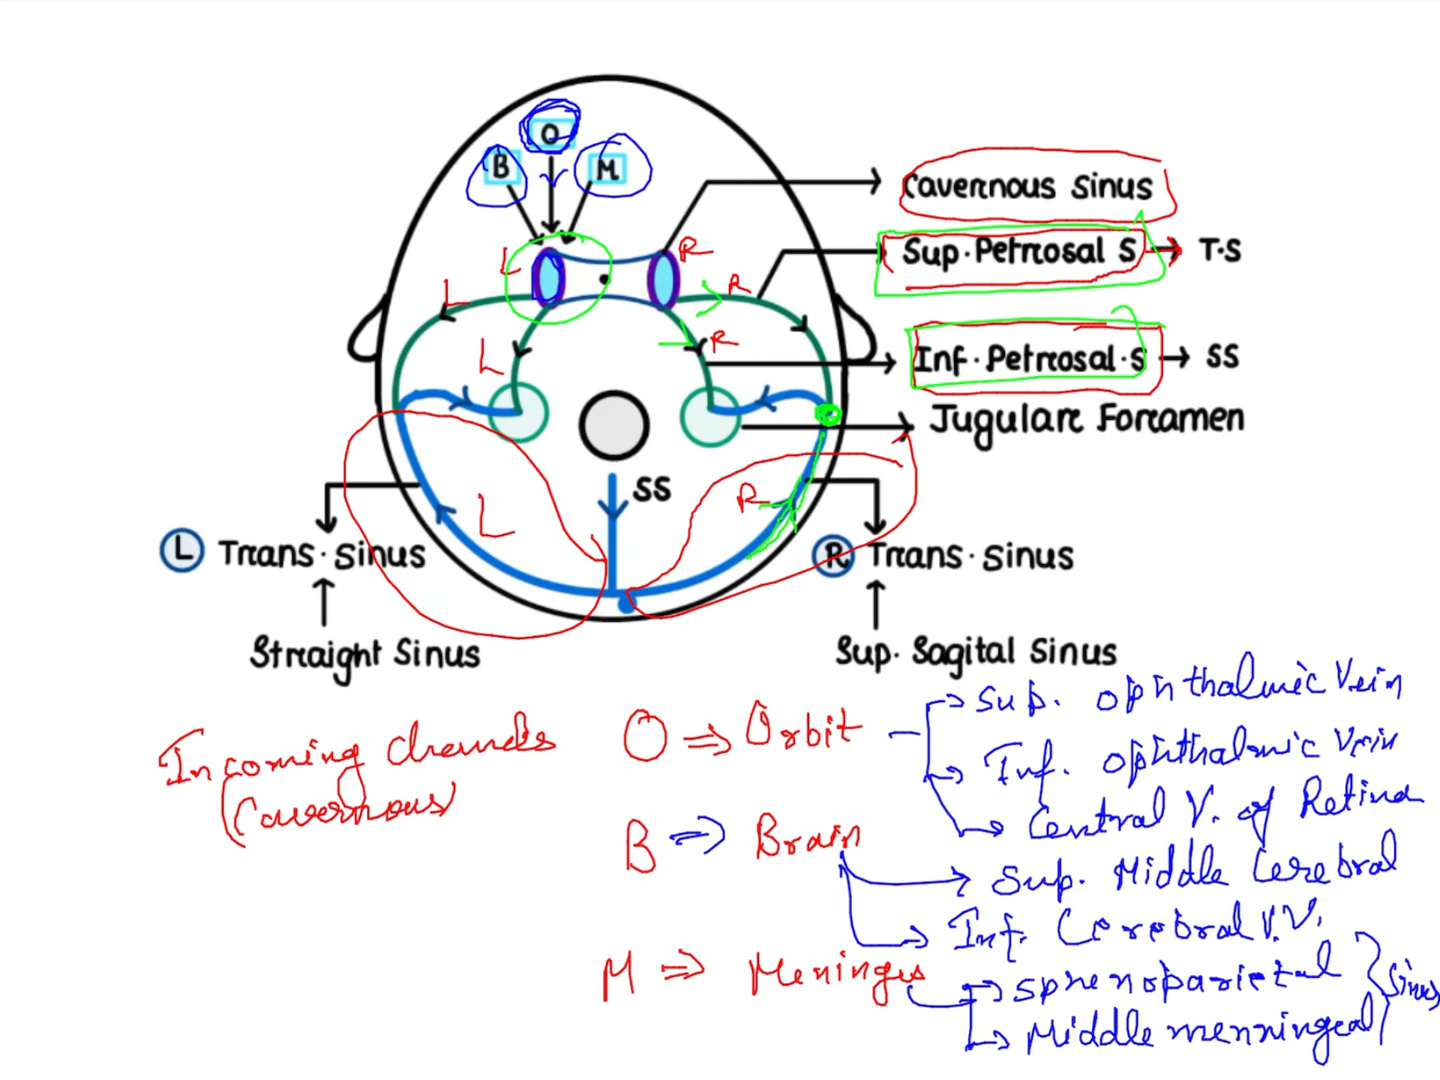 O
B
M
Cavernous Sinus
L
R
Sup. Petrosal S → T.S
L
R
L
R
Inf. Petrosal. S → SS
Jugular Foramen
SS
L
R
L Trans. Sinus
R Trans. Sinus
Straight Sinus
Sup. Sagital Sinus
Incoming channels
(Cavernous)
O ⇒ Orbit
Sup. ophthalmic Vein
Inf. ophthalmic Vein
Central V. of Retina
B ⇒ Brain
Sup. Middle Cerebral
Inf. Cerebral V.V.
M ⇒ Meninges
Sphenoparietal
Middle menningeal
} Sinus